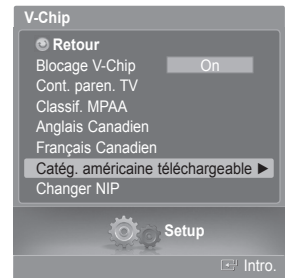 V-Chip
Retour
Blocage V-Chip On
Cont. paren. TV
Classif. MPAA
Anglais Canadien
Français Canadien
Catég. américaine téléchargeable ►
Changer NIP
Setup
Intro.